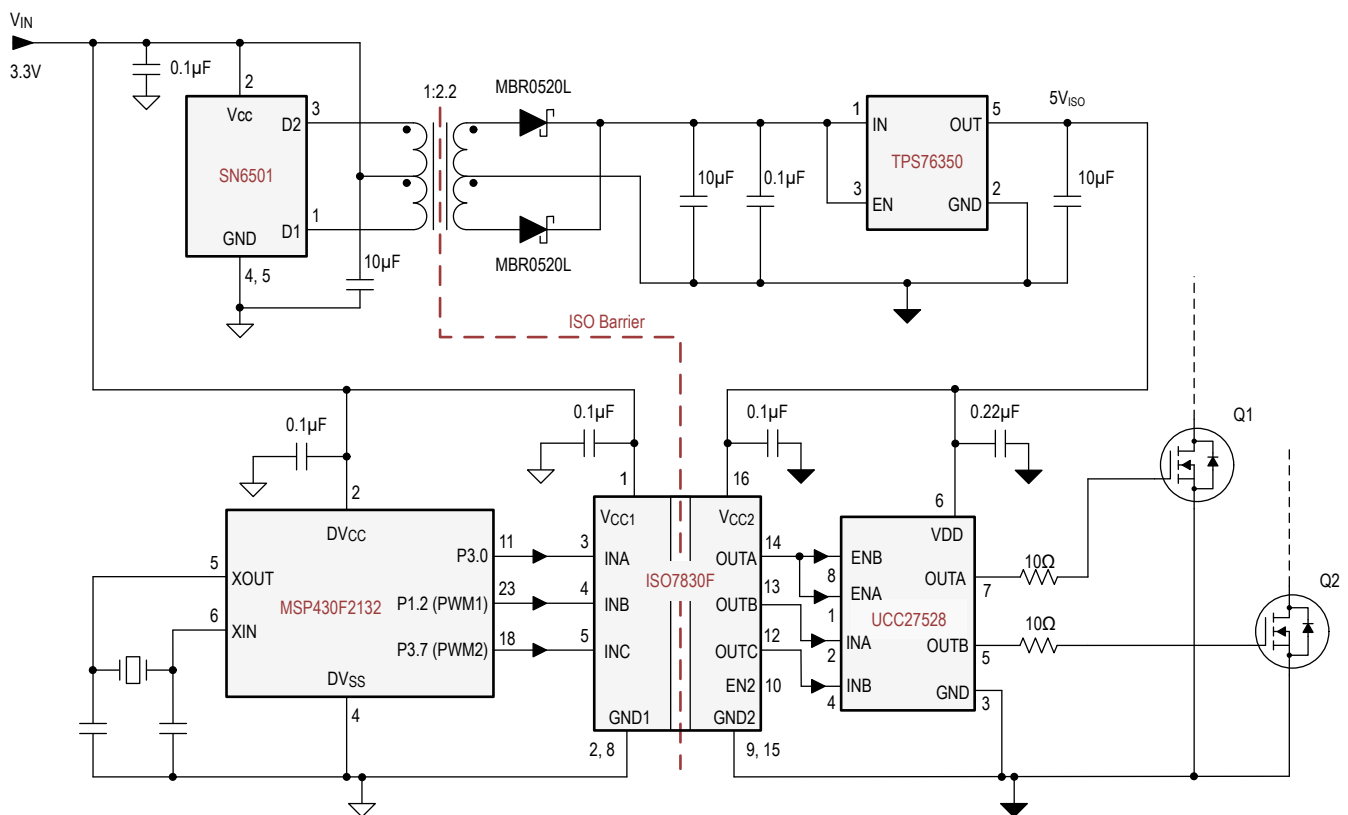 VIN
3.3V
0.1µF
2
Vcc
SN6501
D2
3
D1
1
GND
4, 5
10µF
1:2.2
MBR0520L
MBR0520L
10µF
0.1µF
1
IN
OUT
5
TPS76350
3
EN
GND
2
5VISO
10µF
ISO Barrier
0.1µF
2
DVCC
5
XOUT
P3.0
11
MSP430F2132
P1.2 (PWM1)
23
6
XIN
P3.7 (PWM2)
18
DVSS
4
0.1µF
1
VCC1
3
INA
4
INB
5
INC
GND1
2, 8
ISO7830F
0.1µF
16
VCC2
OUTA
14
OUTB
13
OUTC
12
EN2
10
GND2
9, 15
0.22µF
6
VDD
ENB
8
ENA
1
UCC27528
INA
2
INB
4
OUTA
7
OUTB
5
GND
3
10Ω
10Ω
Q1
Q2